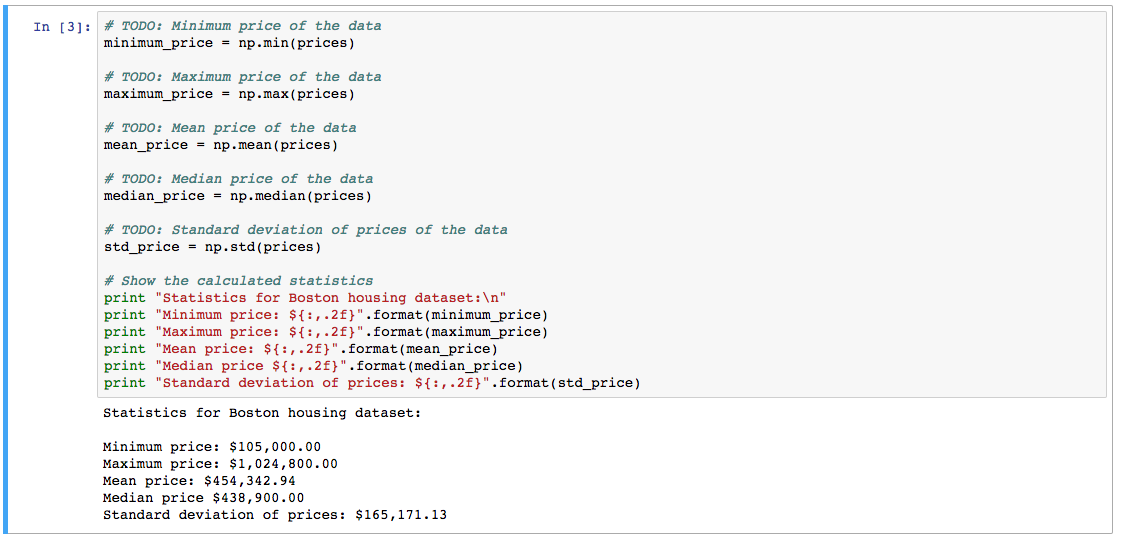 In [3]: # TODO: Minimum price of the data
minimum_price = np.min(prices)
# TODO: Maximum price of the data
maximum_price = np.max(prices)
# TODO: Mean price of the data
mean_price = np.mean(prices)
# TODO: Median price of the data
median_price = np.median(prices)
# TODO: Standard deviation of prices of the data
std_price = np.std(prices)
# Show the calculated statistics
print "Statistics for Boston housing dataset:\n"
print "Minimum price: ${:,.2f}".format(minimum_price)
print "Maximum price: ${:,.2f}".format(maximum_price)
print "Mean price: ${:,.2f}".format(mean_price)
print "Median price ${:,.2f}".format(median_price)
print "Standard deviation of prices: ${:,.2f}".format(std_price)
Statistics for Boston housing dataset:
Minimum price: $105,000.00
Maximum price: $1,024,800.00
Mean price: $454,342.94
Median price $438,900.00
Standard deviation of prices: $165,171.13